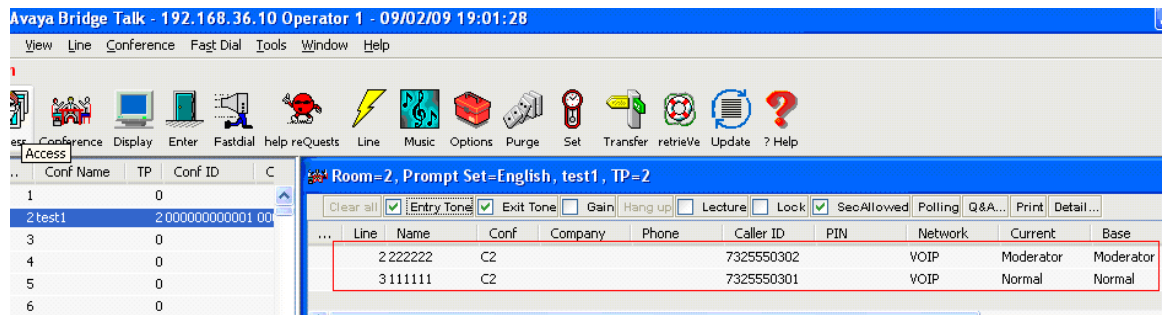 Avaya Bridge Talk - 192.168.36.10 Operator 1 - 09/02/09 19:01:28
View Line Conference Fast Dial Tools Window Help
Conference Display Enter Fastdial help reQuests Line Music Options Purge Set Transfer retrieVe Update ? Help
Access
.. Conf Name TP Conf ID C
1 0
2 test1 2 000000000001
3 0
4 0
5 0
6 0
Room=2, Prompt Set=English, test1, TP=2
Clear all Entry Tone Exit Tone Gain Hang up Lecture Lock SecAllowed Polling Q&A... Print Detail...
... Line Name Conf Company Phone Caller ID PIN Network Current Base
2 222222 C2 7325550302 VOIP Moderator Moderator
3 111111 C2 7325550301 VOIP Normal Normal